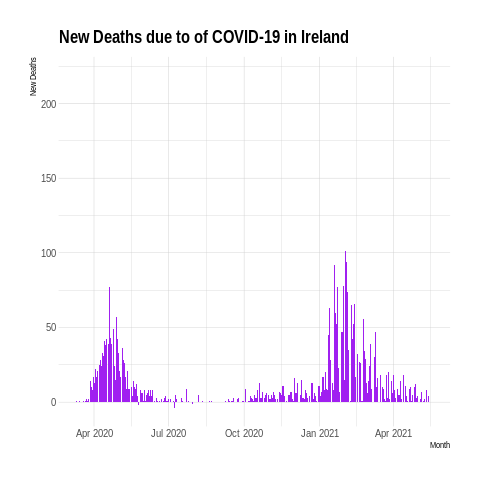 New Deaths due to of COVID-19 in Ireland
New Deaths
200
150
100
50
0
Apr 2020 Jul 2020 Oct 2020 Jan 2021 Apr 2021
Month